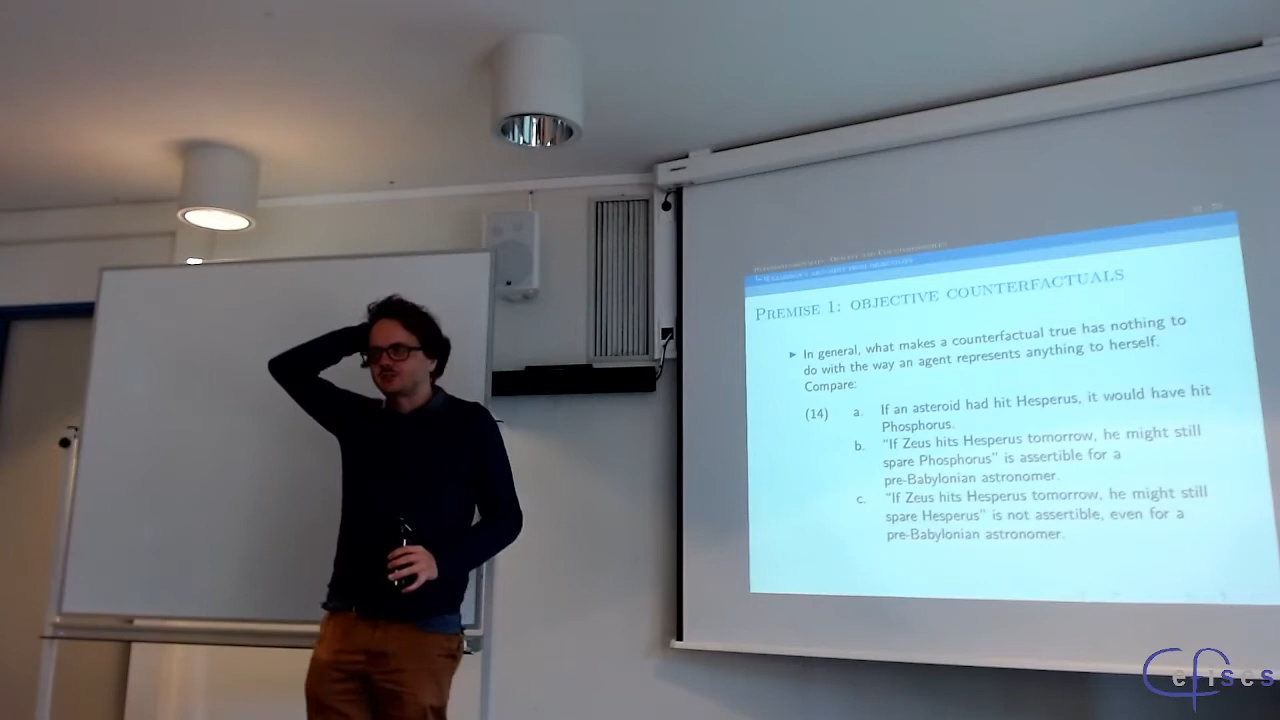 PREMISE 1: OBJECTIVE COUNTERFACTUALS
In general, what makes a counterfactual true has nothing to
do with the way an agent represents anything to herself.
Compare:
(14) a. If an asteroid had hit Hesperus, it would have hit
Phosphorus.
b. "If Zeus hits Hesperus tomorrow, he might still
spare Phosphorus" is assertible for a
pre-Babylonian astronomer.
c. "If Zeus hits Hesperus tomorrow, he might still
spare Hesperus" is not assertible, even for a
pre-Babylonian astronomer.
Cefises